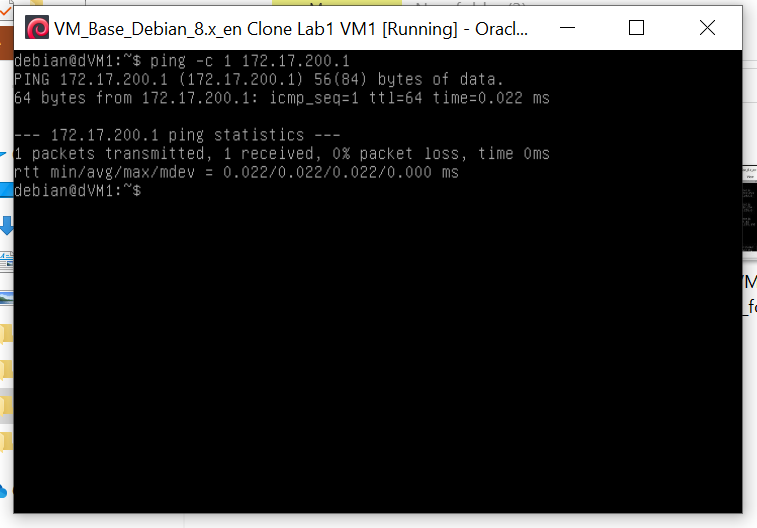 VM_Base_Debian_8.x_en Clone Lab1 VM1 [Running] - Oracl...
debian@dVM1:~$ ping -c 1 172.17.200.1
PING 172.17.200.1 (172.17.200.1) 56(84) bytes of data.
64 bytes from 172.17.200.1: icmp_seq=1 ttl=64 time=0.022 ms
--- 172.17.200.1 ping statistics ---
1 packets transmitted, 1 received, 0% packet loss, time 0ms
rtt min/avg/max/mdev = 0.022/0.022/0.022/0.000 ms
debian@dVM1:~$